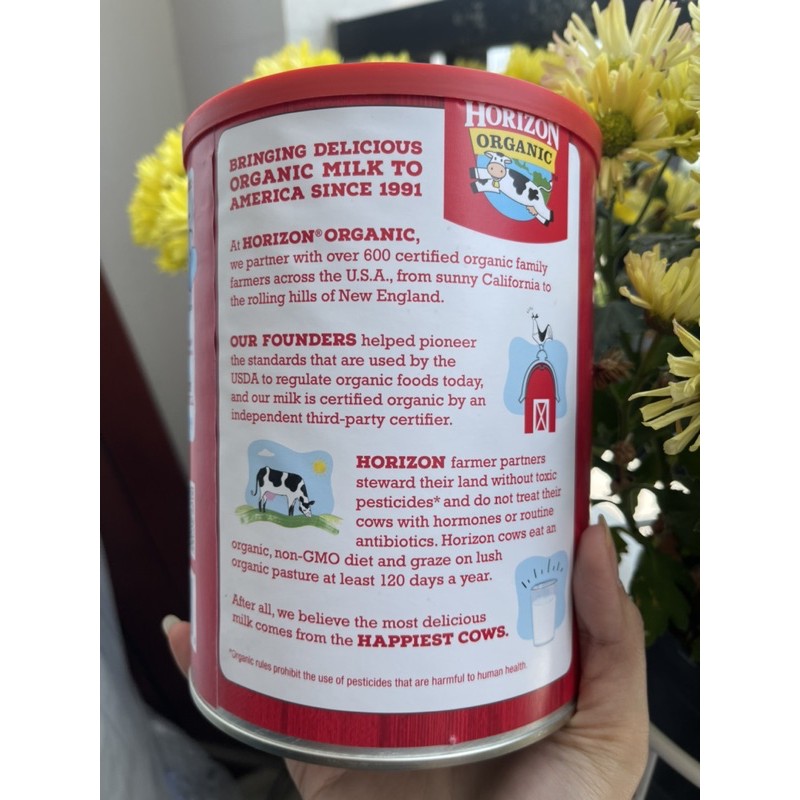 HORIZON
ORGANIC
BRINGING DELICIOUS
ORGANIC MILK TO
AMERICA SINCE 1991
At HORIZON® ORGANIC,
we partner with over 600 certified organic family
farmers across the U.S.A., from sunny California to
the rolling hills of New England.
OUR FOUNDERS helped pioneer
the standards that are used by the
USDA to regulate organic foods today,
and our milk is certified organic by an
independent third-party certifier.
HORIZON farmer partners
steward their land without toxic
pesticides* and do not treat their
cows with hormones or routine
antibiotics. Horizon cows eat an
organic, non-GMO diet and graze on lush
organic pasture at least 120 days a year.
After all, we believe the most delicious
milk comes from the HAPPIEST COWS.
*Organic rules prohibit the use of pesticides that are harmful to human health.